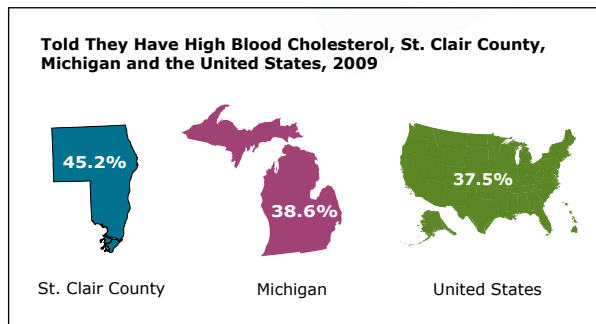 Told They Have High Blood Cholesterol, St. Clair County,
Michigan and the United States, 2009
45.2%
38.6%
37.5%
St. Clair County
Michigan
United States